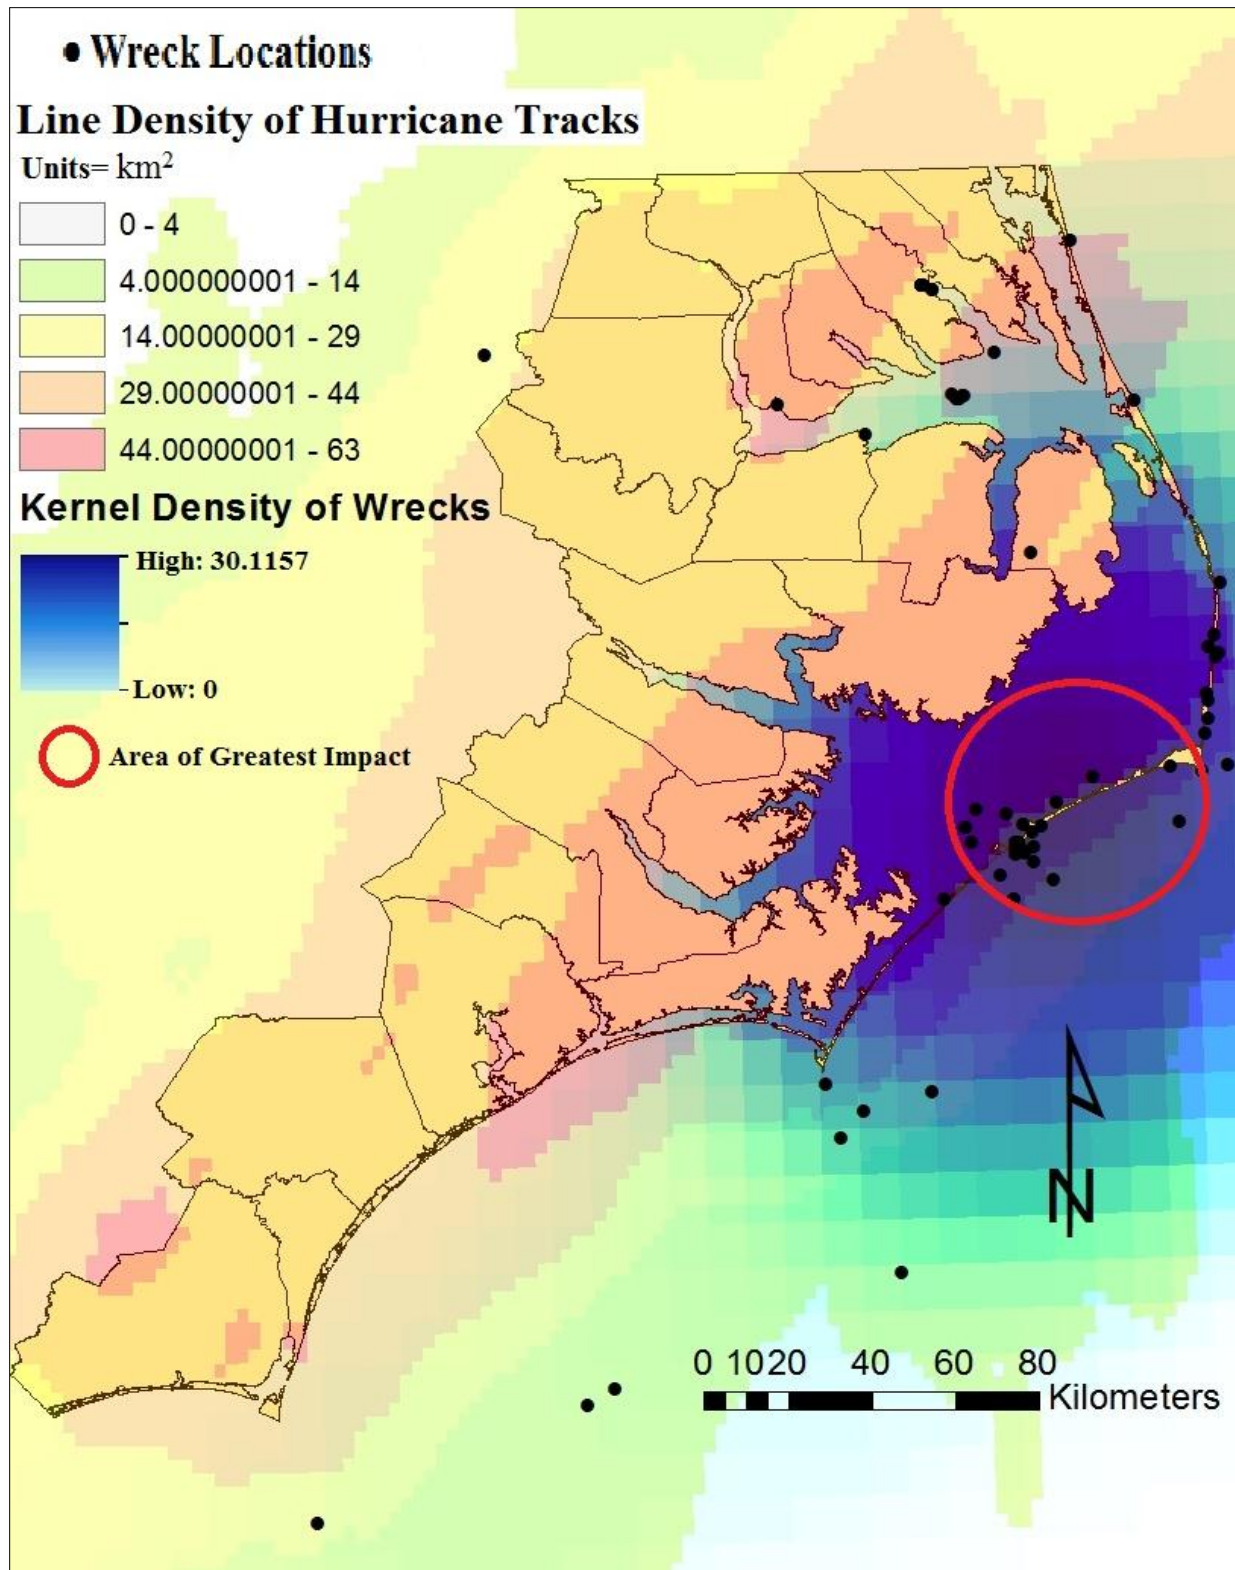 Wreck Locations
Line Density of Hurricane Tracks
Units= km²
0 - 4
4.000000001 - 14
14.00000001 - 29
29.00000001 - 44
44.00000001 - 63
Kernel Density of Wrecks
High: 30.1157
Low: 0
Area of Greatest Impact
N
0 10 20 40 60 80
Kilometers